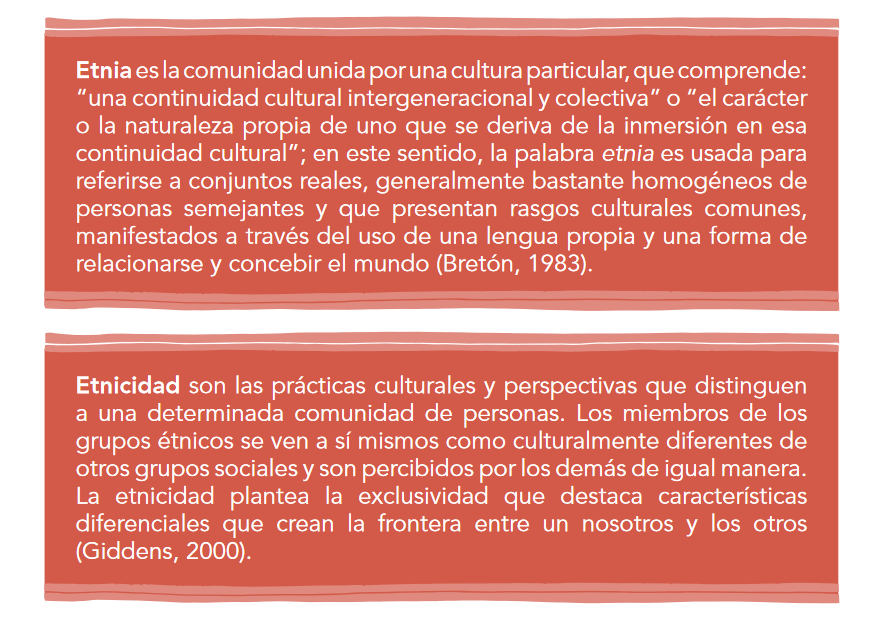 Etnia es la comunidad unida por una cultura particular, que comprende:
“una continuidad cultural intergeneracional y colectiva” o “el carácter
o la naturaleza propia de uno que se deriva de la inmersión en esa
continuidad cultural”; en este sentido, la palabra etnia es usada para
referirse a conjuntos reales, generalmente bastante homogéneos de
personas semejantes y que presentan rasgos culturales comunes,
manifestados a través del uso de una lengua propia y una forma de
relacionarse y concebir el mundo (Bretón, 1983).
Etnicidad son las prácticas culturales y perspectivas que distinguen
a una determinada comunidad de personas. Los miembros de los
grupos étnicos se ven a sí mismos como culturalmente diferentes de
otros grupos sociales y son percibidos por los demás de igual manera.
La etnicidad plantea la exclusividad que destaca características
diferenciales que crean la frontera entre un nosotros y los otros
(Giddens, 2000).